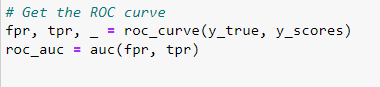 # Get the ROC curve
fpr, tpr, _ = roc_curve(y_true, y_scores)
roc_auc = auc(fpr, tpr)